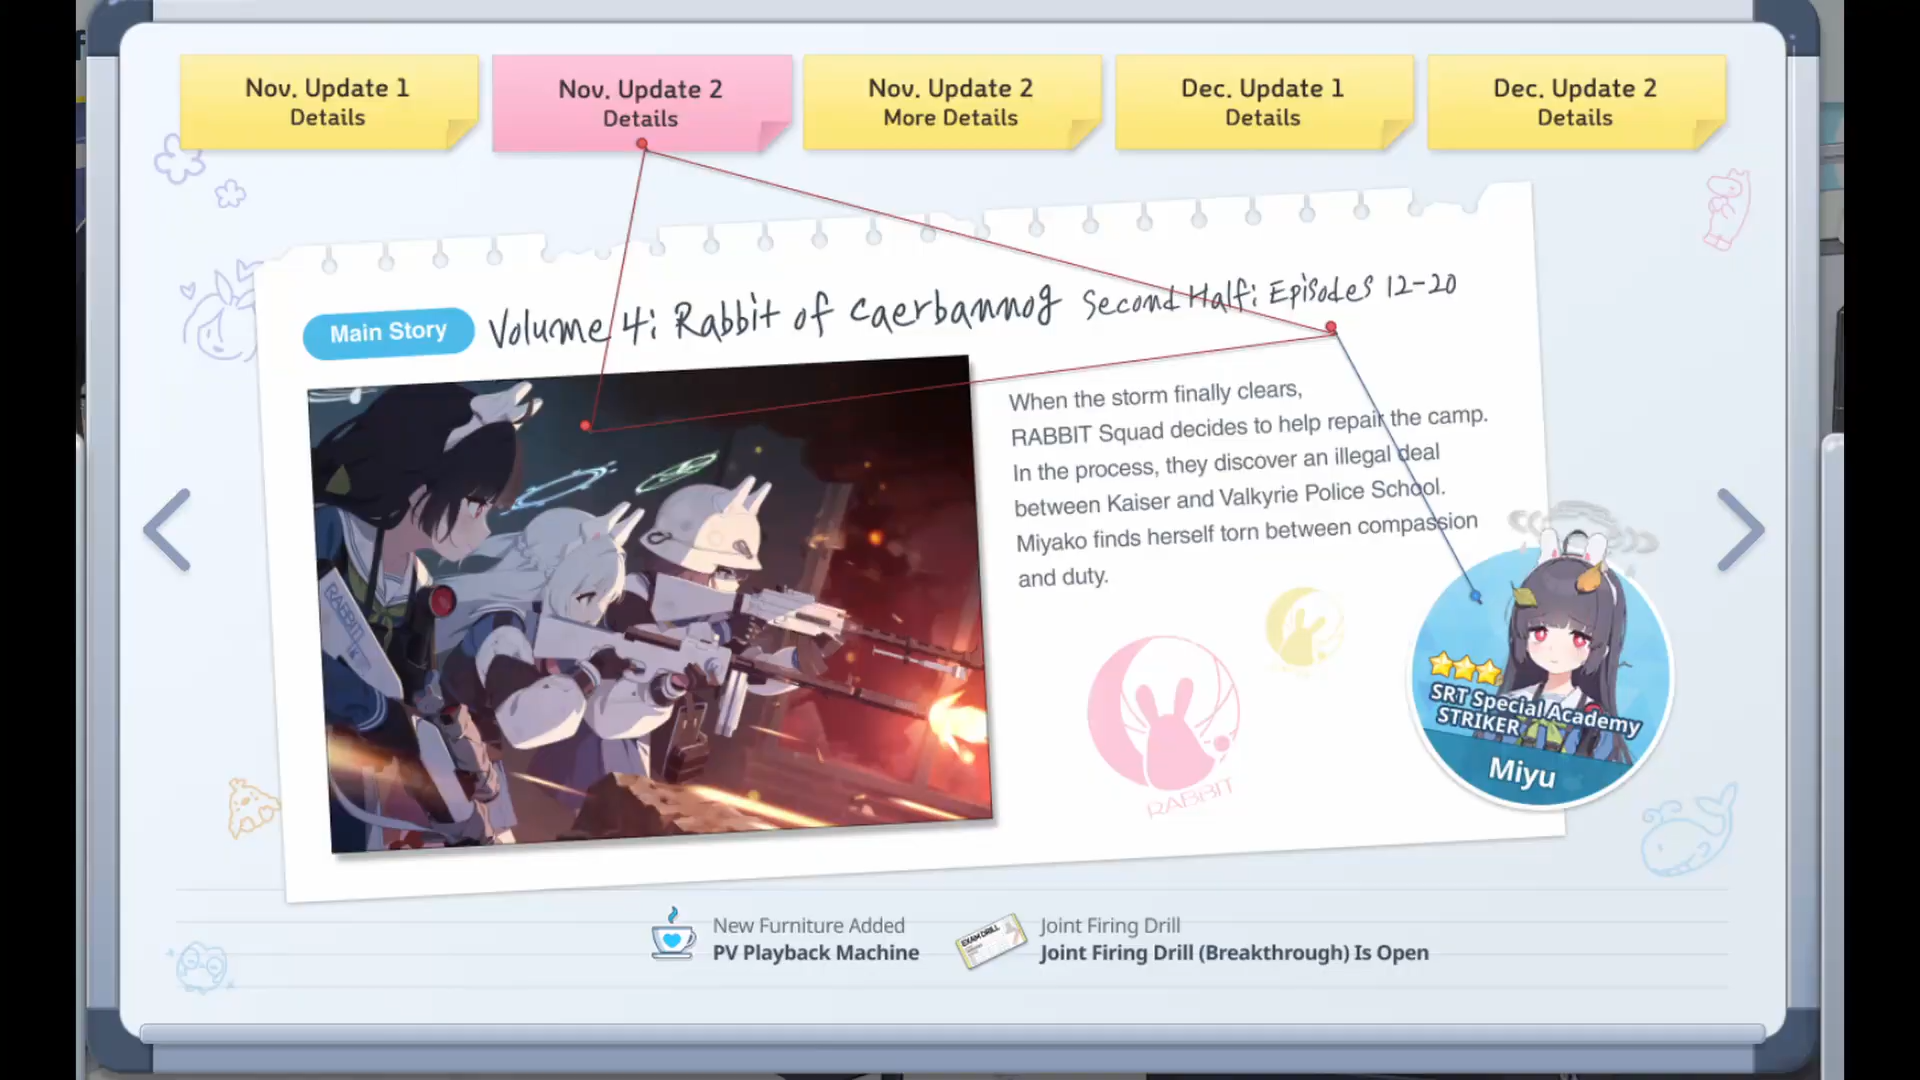 Nov. Update 1
Details
Nov. Update 2
Details
Nov. Update 2
More Details
Dec. Update 1
Details
Dec. Update 2
Details
Main Story
Volume 4: Rabbit of Caerbannog Second Half: Episodes 12-20
When the storm finally clears,
RABBIT Squad decides to help repair the camp.
In the process, they discover an illegal deal
between Kaiser and Valkyrie Police School.
Miyako finds herself torn between compassion
and duty.
RABBIT
RABBIT
SRT Special Academy
STRIKER
Miyu
New Furniture Added
PV Playback Machine
EXAM DRILL
Joint Firing Drill
Joint Firing Drill (Breakthrough) Is Open